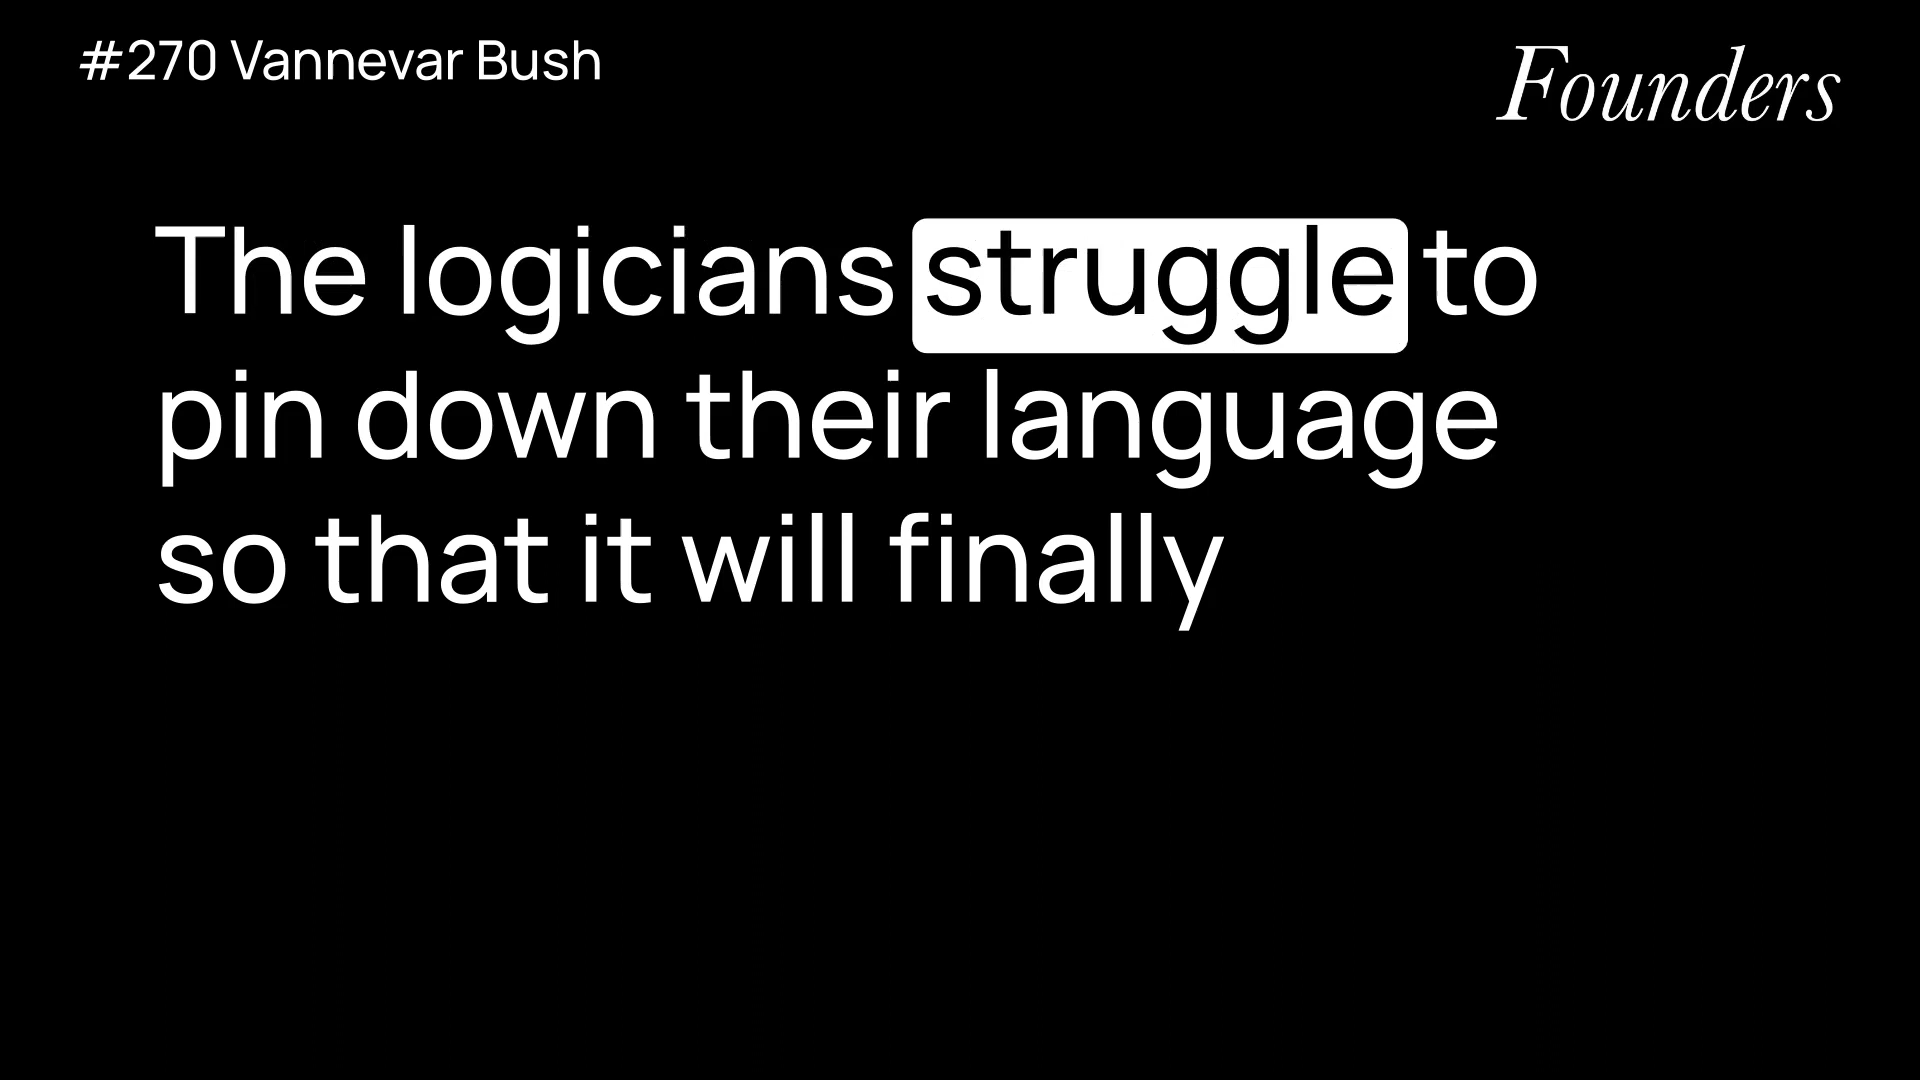 #270 Vannevar Bush
Founders
The logicians struggle to
pin down their language
so that it will finally